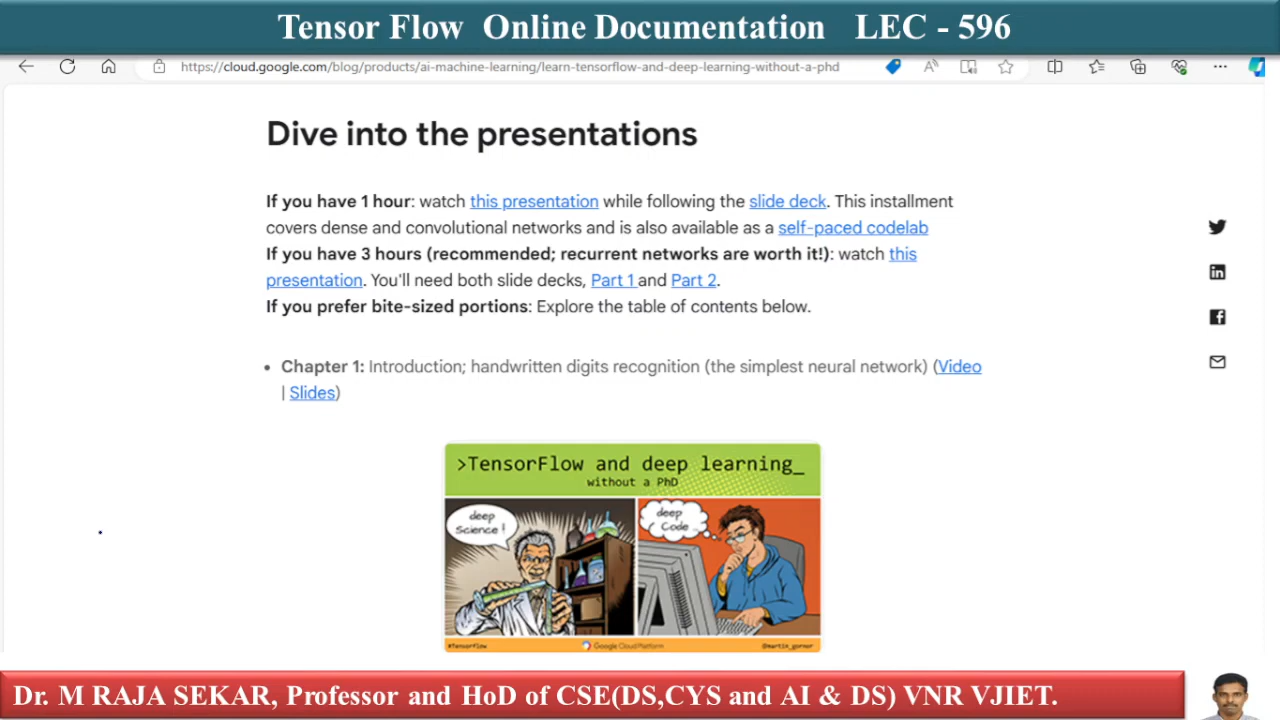 Tensor Flow Online Documentation LEC - 596
https://cloud.google.com/blog/products/ai-machine-learning/learn-tensorflow-and-deep-learning-without-a-phd
Dive into the presentations
If you have 1 hour: watch this presentation while following the slide deck. This installment
covers dense and convolutional networks and is also available as a self-paced codelab
If you have 3 hours (recommended; recurrent networks are worth it!): watch this
presentation. You'll need both slide decks, Part 1 and Part 2.
If you prefer bite-sized portions: Explore the table of contents below.
• Chapter 1: Introduction; handwritten digits recognition (the simplest neural network) (Video
| Slides)
>TensorFlow and deep learning_
without a PhD
deep
Science!
deep
Code ...
#Tensorflow Google Cloud Platform @martin_gorner
Dr. M RAJA SEKAR, Professor and HoD of CSE(DS,CYS and AI & DS) VNR VJIET.